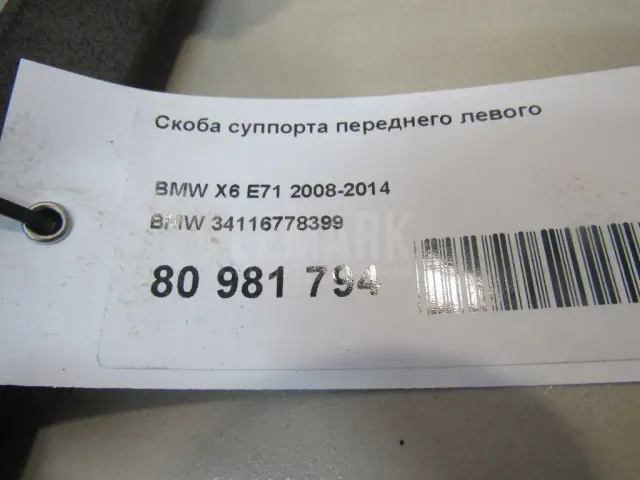 Скоба суппорта переднего левого
BMW X6 E71 2008-2014
BMW 34116778399
80 981 794